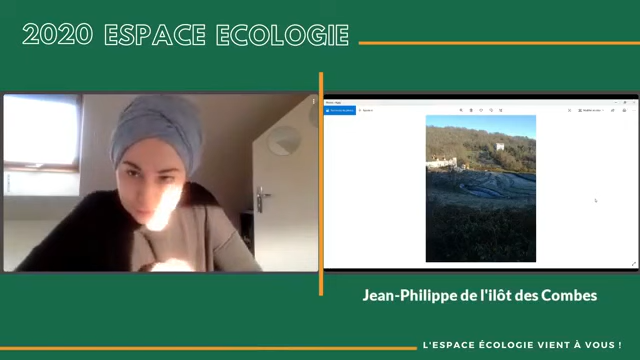 2020 ESPACE ECOLOGIE
Jean-Philippe de l'ilôt des Combes
L'ESPACE ÉCOLOGIE VIENT À VOUS !